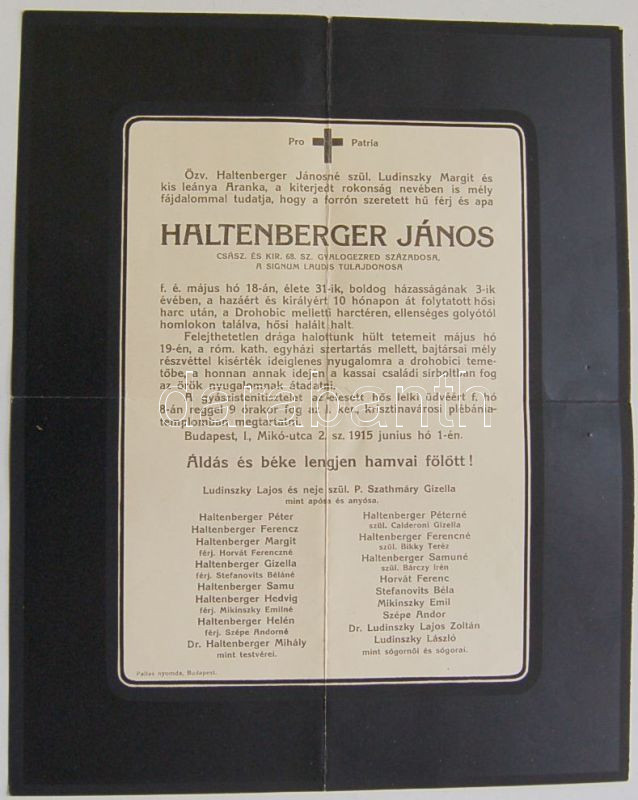 Pro Patria
Özv. Haltenberger Jánosné szül. Ludinszky Margit és
kis leánya Aranka, a kiterjedt rokonság nevében is mély
fájdalommal tudatja, hogy a forrón szeretett hű férj és apa
HALTENBERGER JÁNOS
CSÁSZ. ÉS KIR. 68. SZ. GYALOGEZRED SZÁZADOSA,
A SIGNUM LAUDIS TULAJDONOSA
f. é. május hó 18-án, élete 31-ik, boldog házasságának 3-ik
évében, a hazáért és királyért 10 hónapon át folytatott hősi
harc után, a Drohobic melletti harctéren, ellenséges golyótól
homlokon találva, hősi halált halt.
Felejthetetlen drága halottunk hült tetemeit május hó
19-én, a róm. kath. egyházi szertartás mellett, bajtársai mély
részvéttel kisérték ideiglenes nyugalomra a drohobici teme-
tőbe, a honnan annak idején a kassai családi sírboltban fog
az örök nyugalomnak átadatni.
A gyászistenitisztelet az elesett hős lelki üdvéért f. hó
8-án reggel 9 órakor fog az I. ker., krisztinavárosi plébánia-
templomban megtartatni.
Budapest, I., Mikó-utca 2. sz. 1915 junius hó 1-én.
Áldás és béke lengjen hamvai fölött!
Ludinszky Lajos és neje szül. P. Szathmáry Gizella
mint apósa és anyósa.
Haltenberger Péter
Haltenberger Ferencz
Haltenberger Margit
férj. Horvát Ferenczné
Haltenberger Gizella
férj. Stefanovits Béláné
Haltenberger Samu
Haltenberger Hedvig
férj. Mikinszky Emilné
Haltenberger Helén
férj. Szépe Andorné
Dr. Haltenberger Mihály
mint testvérei.
Haltenberger Péterné
szül. Calderoni Gizella
Haltenberger Ferencné
szül. Bikky Teréz
Haltenberger Samuné
szül. Bárczy Irén
Horvát Ferenc
Stefanovits Béla
Mikinszky Emil
Szépe Andor
Dr. Ludinszky Lajos Zoltán
Ludinszky László
mint sógornői és sógorai.
Pallas nyomda, Budapest.
darabanth